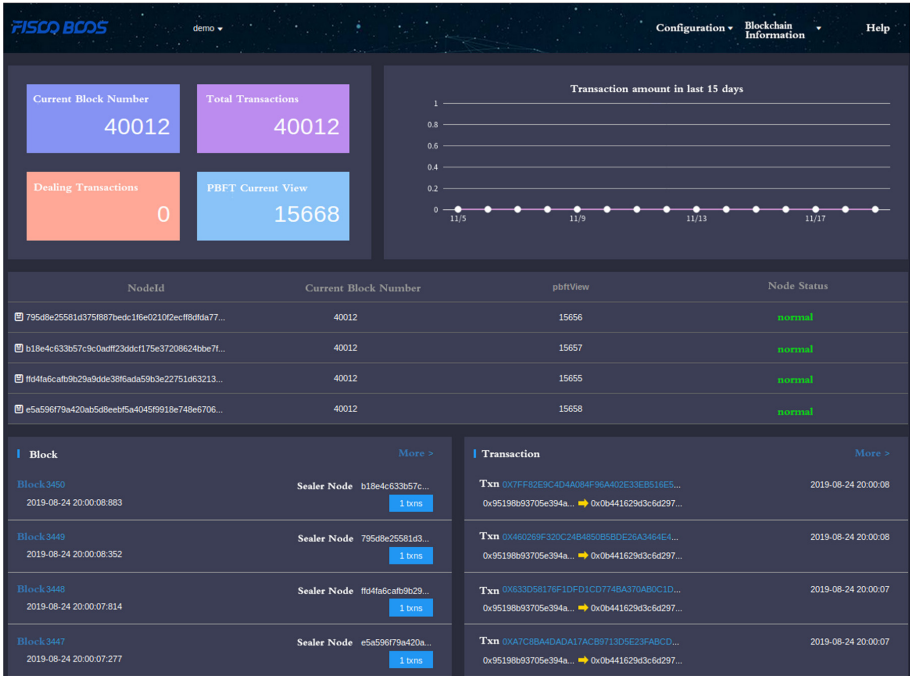 FISCO BCOS
demo
Configuration
Blockchain Information
Help
Current Block Number
40012
Total Transactions
40012
Dealing Transactions
0
PBFT Current View
15668
Transaction amount in last 15 days
1
0.8
0.6
0.4
0.2
0
11/5 11/9 11/13 11/17
NodeId Current Block Number pbftView Node Status
795d8e25581d375f887bedc1f6e0210f2ecff8dfda77... 40012 15656 normal
b18e4c633b57c9c0adff23ddcf175e37208624bbe7f... 40012 15657 normal
ffd4fa6cafb9b29a9dde38f6ada59b3e22751d63213... 40012 15655 normal
e5a596f79a420ab5d8eebf5a4045f9918e748e6706... 40012 15658 normal
Block More >
Block3450 Sealer Node b18e4c633b57c...
2019-08-24 20:00:08:883 1 txns
Block3449 Sealer Node 795d8e25581d3...
2019-08-24 20:00:08:352 1 txns
Block3448 Sealer Node ffd4fa6cafb9b29...
2019-08-24 20:00:07:814 1 txns
Block3447 Sealer Node e5a596f79a420a...
2019-08-24 20:00:07:277 1 txns
Transaction More >
Txn 0X7FF82E9C4D4A084F96A402E33EB516E5... 2019-08-24 20:00:08
0x95198b93705e394a... 0x0b441629d3c6d297...
Txn 0X460269F320C24B4850B5BDE26A3464E4... 2019-08-24 20:00:08
0x95198b93705e394a... 0x0b441629d3c6d297...
Txn 0X633D58176F1DFD1CD774BA370AB0C1D... 2019-08-24 20:00:07
0x95198b93705e394a... 0x0b441629d3c6d297...
Txn 0XA7C8BA4DADA17ACB9713D5E23FABCD... 2019-08-24 20:00:07
0x95198b93705e394a... 0x0b441629d3c6d297...